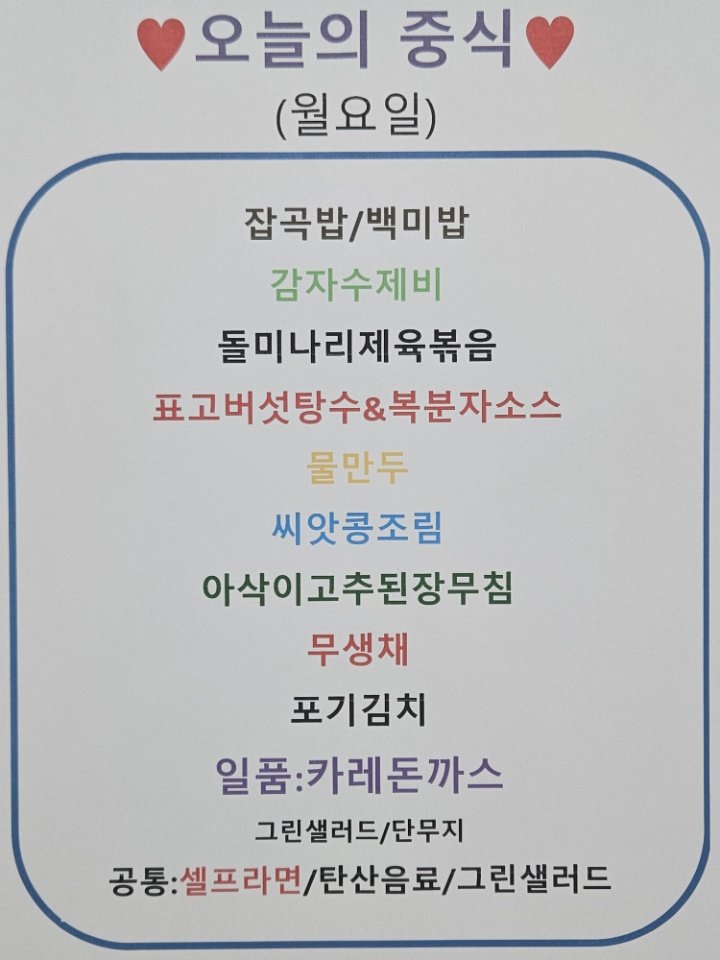 ♥오늘의 중식♥
(월요일)
잡곡밥/백미밥
감자수제비
돌미나리제육볶음
표고버섯탕수&복분자소스
물만두
씨앗콩조림
아삭이고추된장무침
무생채
포기김치
일품:카레돈까스
그린샐러드/단무지
공통:셀프라면/탄산음료/그린샐러드